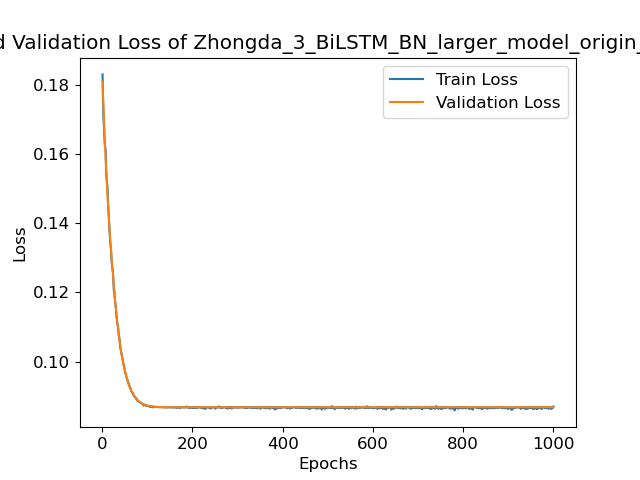 d Validation Loss of Zhongda_3_BiLSTM_BN_larger_model_origin_
Train Loss
Validation Loss
0.18
0.16
0.14
0.12
0.10
Loss
0 200 400 600 800 1000
Epochs